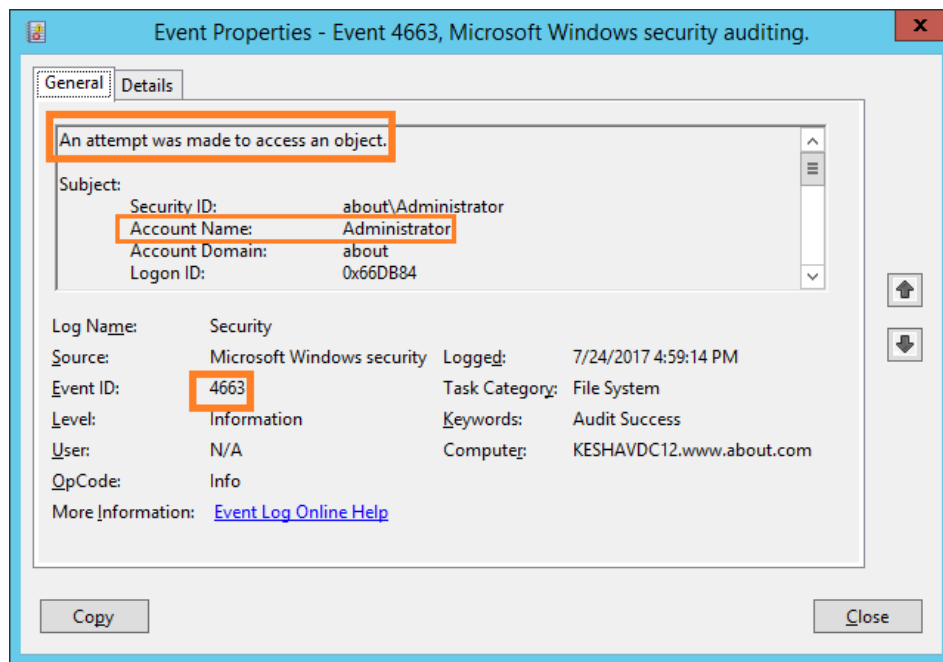 Event Properties - Event 4663, Microsoft Windows security auditing.
x
General Details
An attempt was made to access an object.
Subject:
Security ID: about\Administrator
Account Name: Administrator
Account Domain: about
Logon ID: 0x66DB84
Log Name: Security
Source: Microsoft Windows security Logged: 7/24/2017 4:59:14 PM
Event ID: 4663 Task Category: File System
Level: Information Keywords: Audit Success
User: N/A Computer: KESHAVDC12.www.about.com
OpCode: Info
More Information: Event Log Online Help
Copy Close